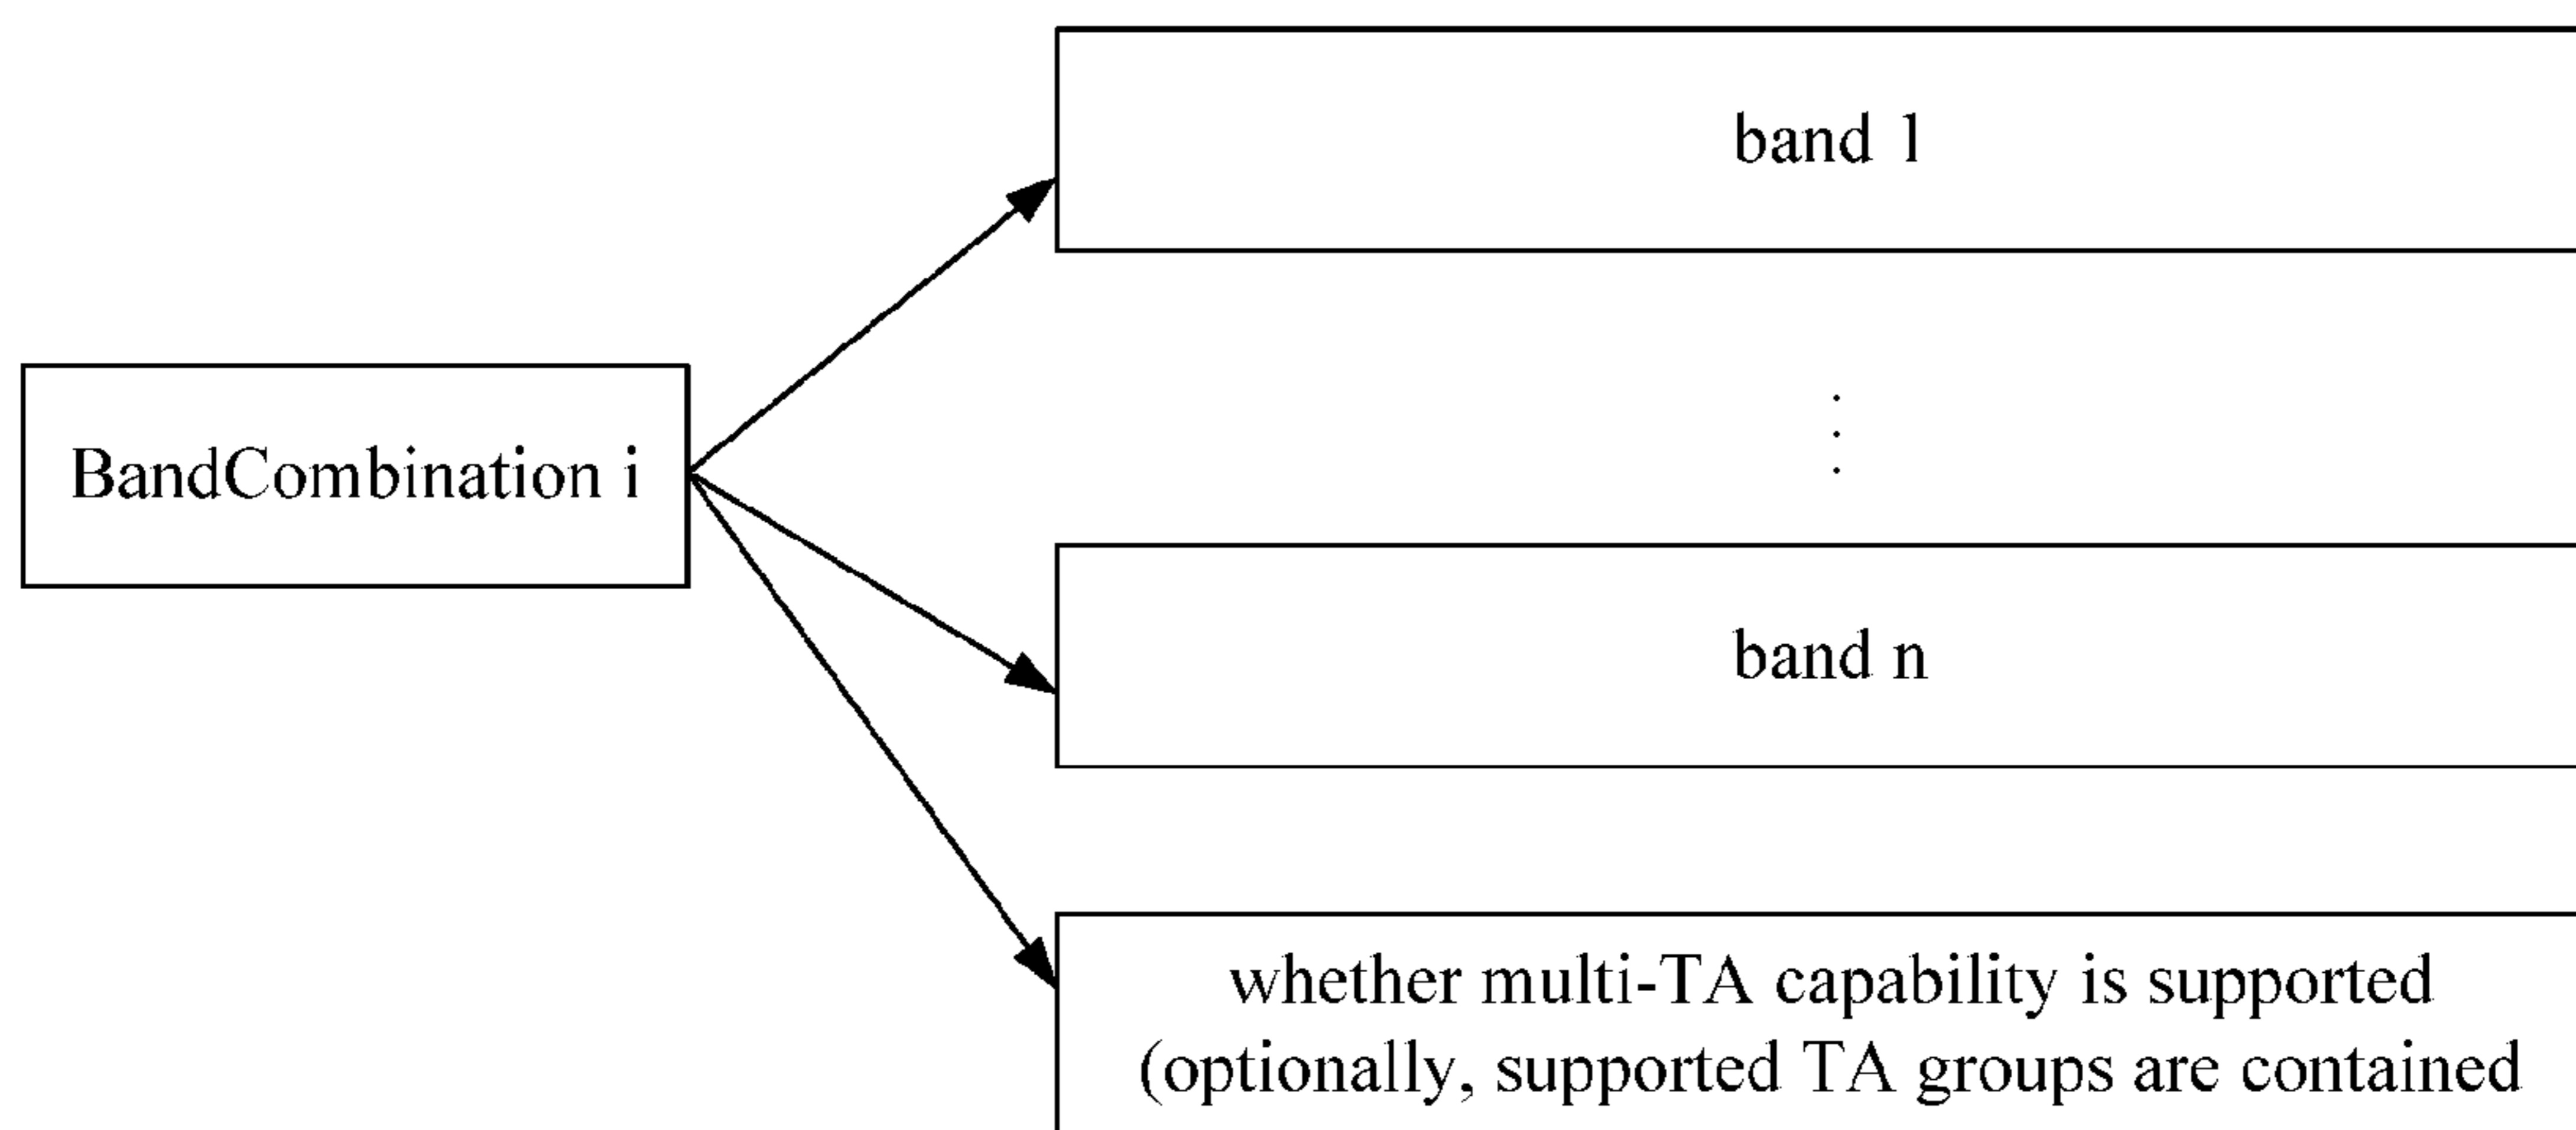 band 1
BandCombination i
band n
whether multi-TA capability is supported
(optionally, supported TA groups are contained